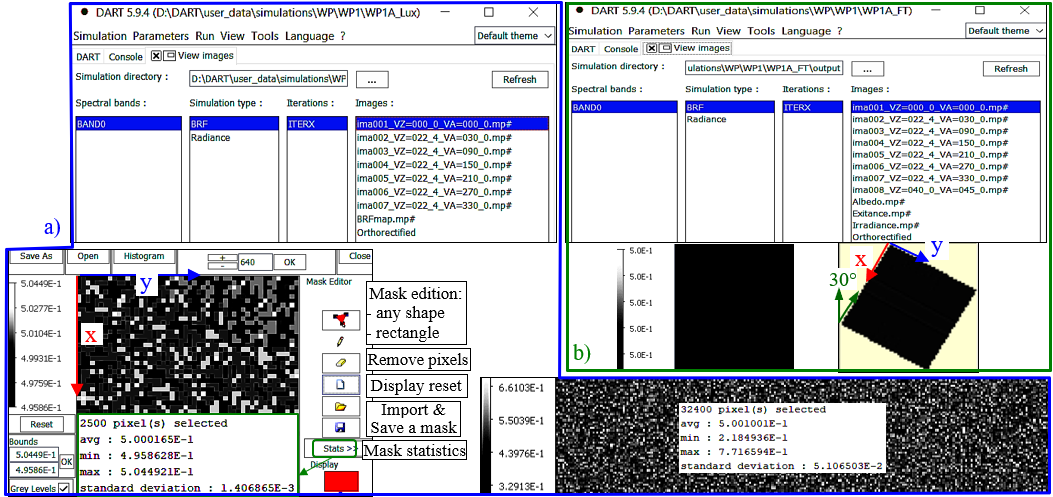 DART 5.9.4 (D:\DART\user_data\simulations\WP\WP1\WP1A_Lux)
Simulation Parameters Run View Tools Language ?
Default theme
DART Console View images
Simulation directory : D:\DART\user_data\simulations\WP ... Refresh
Spectral bands : Simulation type : Iterations : Images :
BAND0 BRF ITERX ima001_VZ=000_0_VA=000_0.mp#
Radiance ima002_VZ=022_4_VA=030_0.mp#
ima003_VZ=022_4_VA=090_0.mp#
ima004_VZ=022_4_VA=150_0.mp#
ima005_VZ=022_4_VA=210_0.mp#
ima006_VZ=022_4_VA=270_0.mp#
ima007_VZ=022_4_VA=330_0.mp#
BRFmap.mp#
Orthorectified
a)
DART 5.9.4 (D:\DART\user_data\simulations\WP\WP1\WP1A_FT)
Simulation Parameters Run View Tools Language ?
Default theme
DART Console View images
Simulation directory : ulations\WP\WP1\WP1A_FT\output ... Refresh
Spectral bands : Simulation type : Iterations : Images :
BAND0 BRF ITERX ima001_VZ=000_0_VA=000_0.mp#
Radiance ima002_VZ=022_4_VA=030_0.mp#
ima003_VZ=022_4_VA=090_0.mp#
ima004_VZ=022_4_VA=150_0.mp#
ima005_VZ=022_4_VA=210_0.mp#
ima006_VZ=022_4_VA=270_0.mp#
ima007_VZ=022_4_VA=330_0.mp#
ima008_VZ=040_0_VA=045_0.mp#
Albedo.mp#
Exitance.mp#
Irradiance.mp#
Orthorectified
5.0E-1
5.0E-1
5.0E-1
5.0E-1
5.0E-1
x
y
30°
b)
Save As Open Histogram + - 640 OK Close
5.0449E-1
5.0277E-1
5.0104E-1
4.9931E-1
4.9759E-1
4.9586E-1
y
x
Mask Editor
Mask edition:
- any shape
- rectangle
Remove pixels
Display reset
Import &
Save a mask
Stats >>
Mask statistics
Display
Reset
Bounds
5.0449E-1
4.9586E-1
OK
Grey Levels
2500 pixel(s) selected
avg : 5.000165E-1
min : 4.958628E-1
max : 5.044921E-1
standard deviation : 1.406865E-3
6.6103E-1
5.5039E-1
4.3976E-1
3.2913E-1
32400 pixel(s) selected
avg : 5.001001E-1
min : 2.184936E-1
max : 7.716594E-1
standard deviation : 5.106503E-2